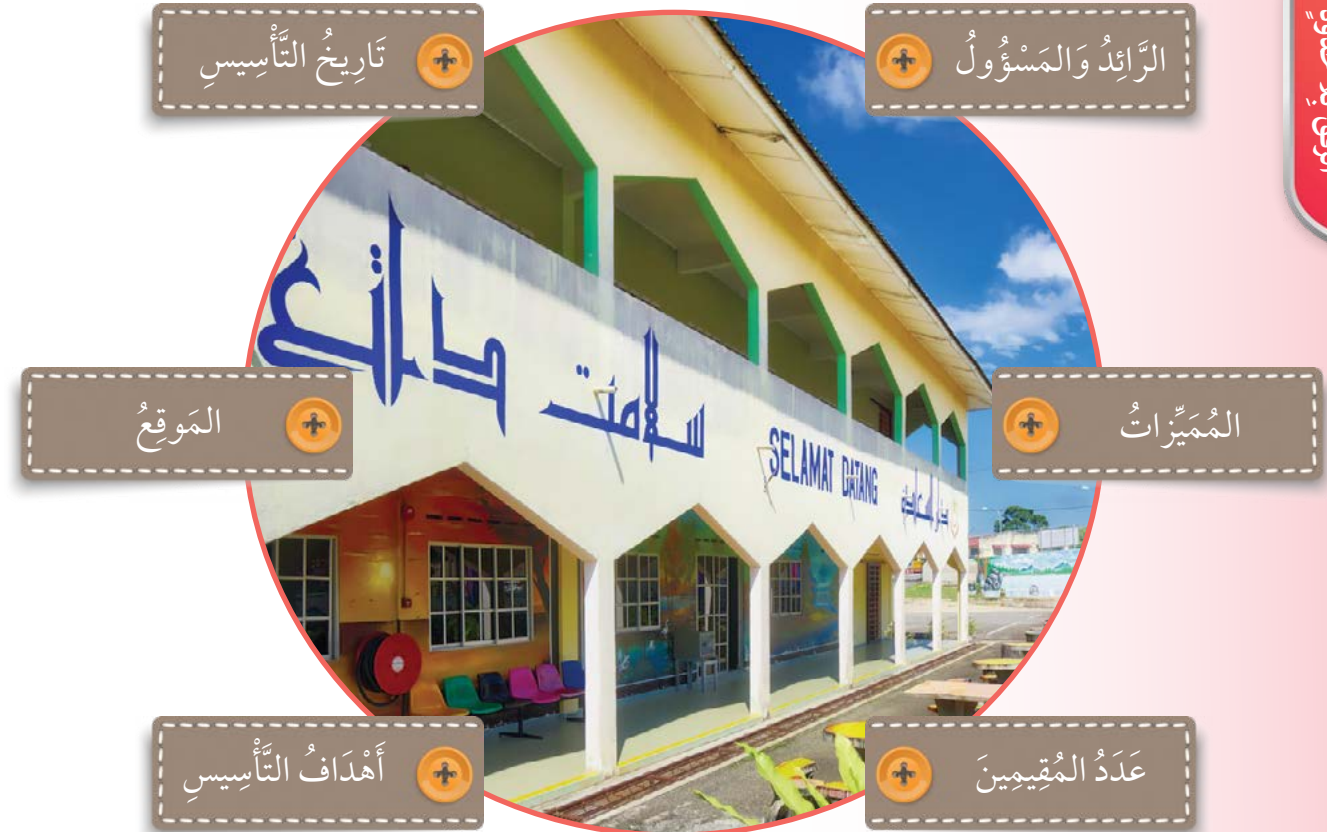 الرَّائِدُ وَالمَسْؤُولُ
تَارِيخُ التَّأْسِيسِ
المُمَيِّزاتُ
المَوقِعُ
عَدَدُ المُقِيمِينَ
أَهْدَافُ التَّأْسِيسِ
سلامت داتڠ
SELAMAT DATANG